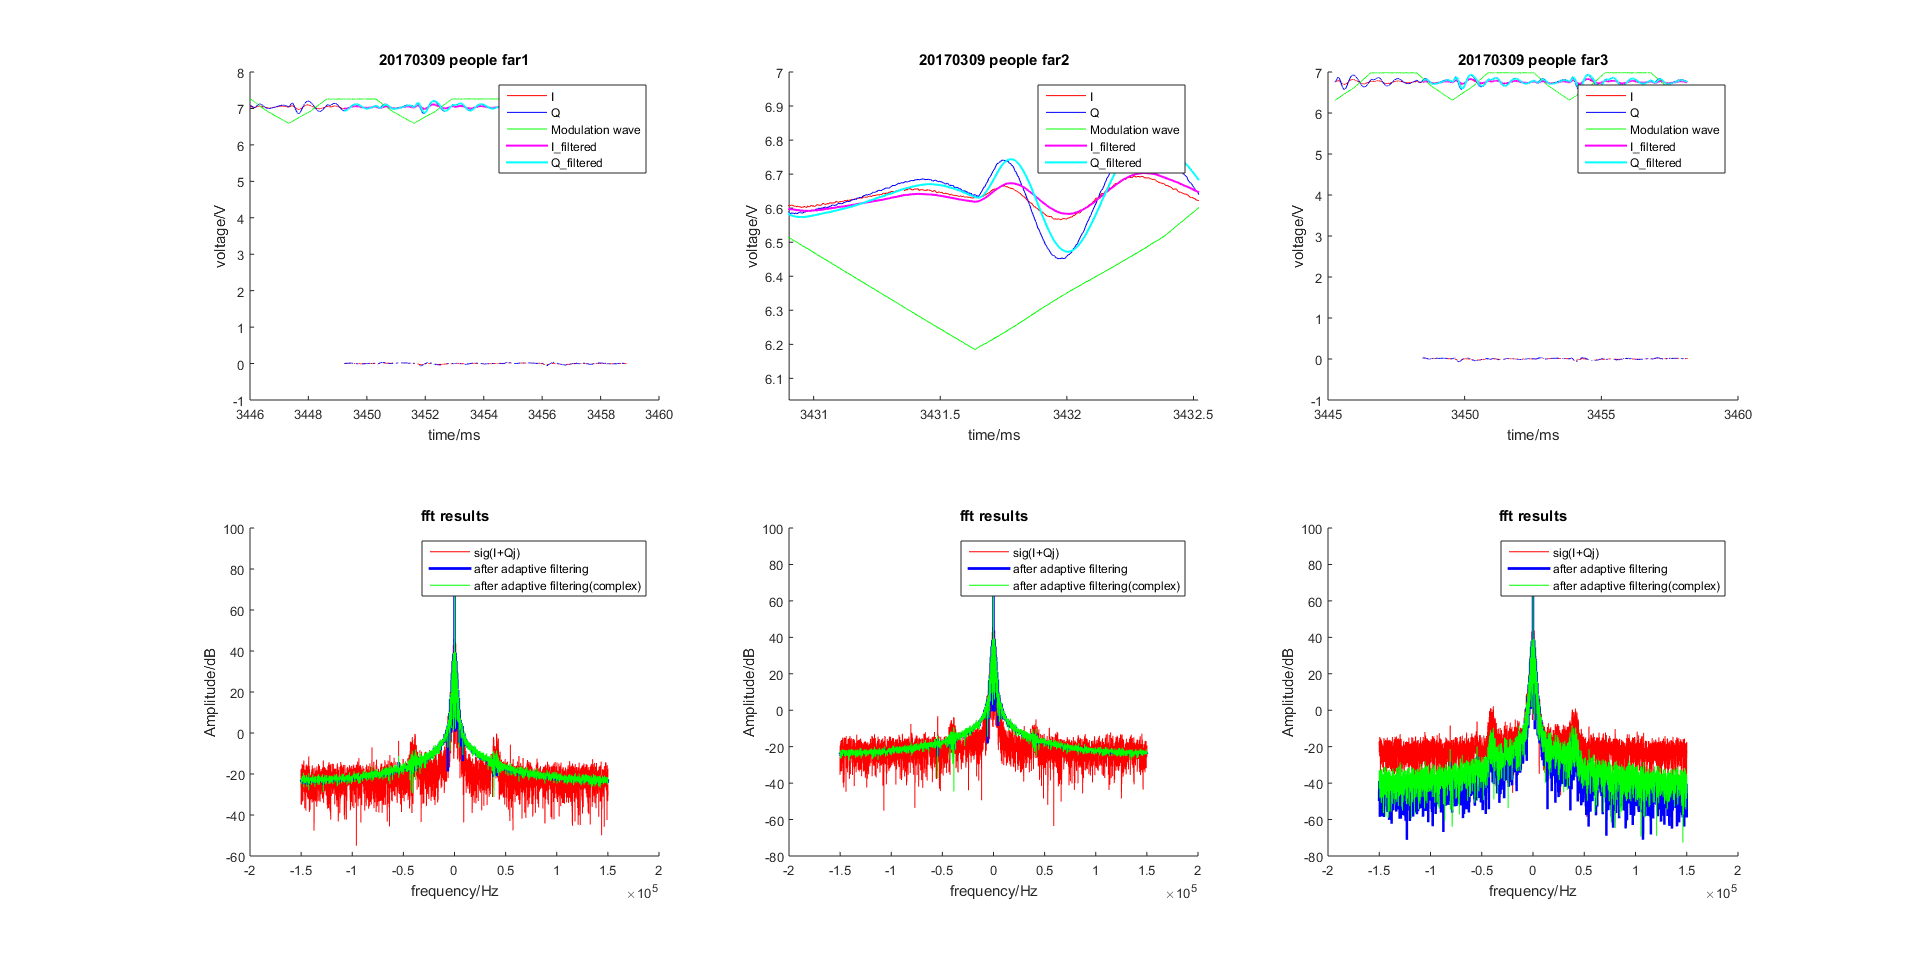 20170309 people far1
8
7
6
5
4
3
2
1
0
-1
voltage/V
I
Q
Modulation wave
I_filtered
Q_filtered
3446 3448 3450 3452 3454 3456 3458 3460
time/ms
20170309 people far2
7
6.9
6.8
6.7
6.6
6.5
6.4
6.3
6.2
6.1
voltage/V
I
Q
Modulation wave
I_filtered
Q_filtered
3431 3431.5 3432 3432.5
time/ms
20170309 people far3
7
6
5
4
3
2
1
0
-1
voltage/V
I
Q
Modulation wave
I_filtered
Q_filtered
3445 3450 3455 3460
time/ms
fft results
100
80
60
40
20
0
-20
-40
-60
Amplitude/dB
sig(I+Qj)
after adaptive filtering
after adaptive filtering(complex)
-2 -1.5 -1 -0.5 0 0.5 1 1.5 2
frequency/Hz
×10^5
fft results
100
80
60
40
20
0
-20
-40
-60
-80
Amplitude/dB
sig(I+Qj)
after adaptive filtering
after adaptive filtering(complex)
-2 -1.5 -1 -0.5 0 0.5 1 1.5 2
frequency/Hz
×10^5
fft results
100
80
60
40
20
0
-20
-40
-60
-80
Amplitude/dB
sig(I+Qj)
after adaptive filtering
after adaptive filtering(complex)
-2 -1.5 -1 -0.5 0 0.5 1 1.5 2
frequency/Hz
×10^5